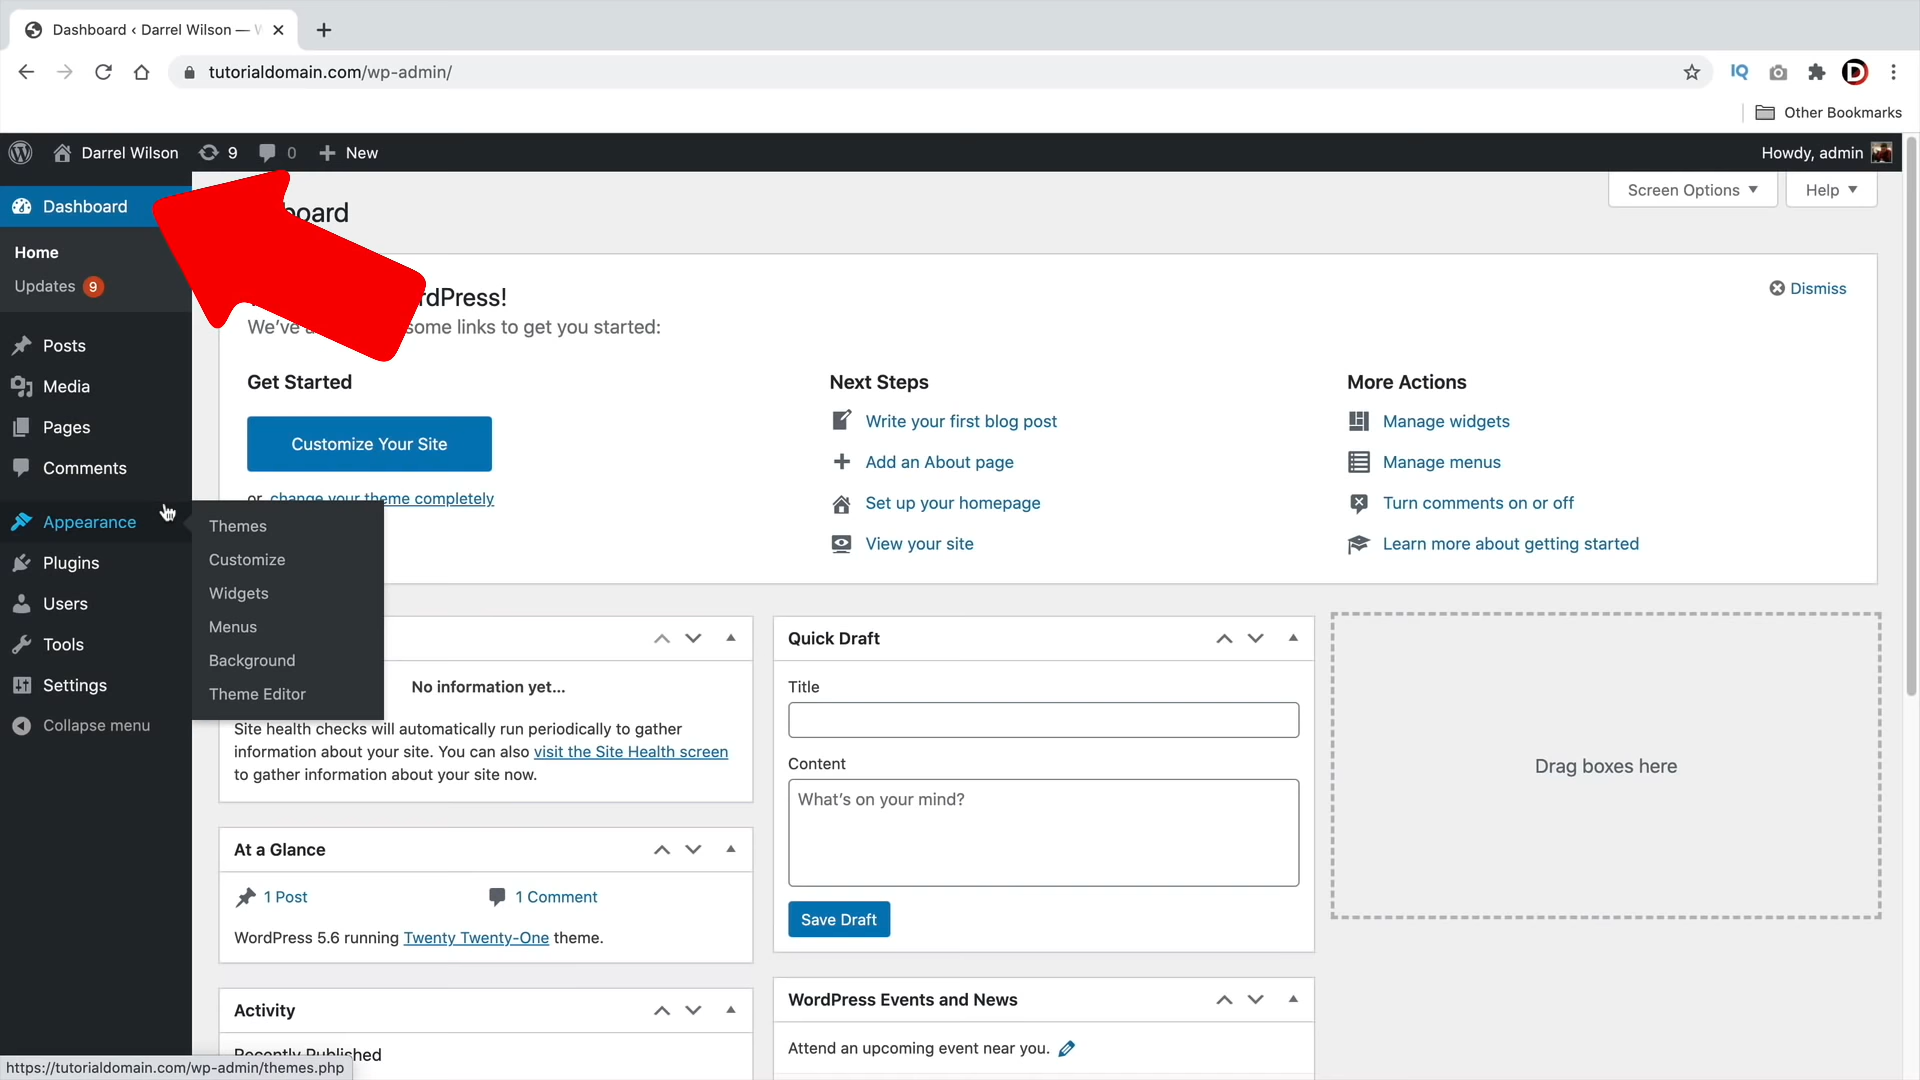 Dashboard ‹ Darrel Wilson —
tutorialdomain.com/wp-admin/
IQ
D
Other Bookmarks
Darrel Wilson
9
0
New
Howdy, admin
Dashboard
Home
Updates 9
Posts
Media
Pages
Comments
Appearance
Plugins
Users
Tools
Settings
Collapse menu
Themes
Customize
Widgets
Menus
Background
Theme Editor
board
Screen Options
Help
rdPress!
We've a some links to get you started:
Dismiss
Get Started
Customize Your Site
or, change your theme completely
Next Steps
Write your first blog post
Add an About page
Set up your homepage
View your site
More Actions
Manage widgets
Manage menus
Turn comments on or off
Learn more about getting started
No information yet...
Site health checks will automatically run periodically to gather
information about your site. You can also visit the Site Health screen
to gather information about your site now.
At a Glance
1 Post
1 Comment
WordPress 5.6 running Twenty Twenty-One theme.
Activity
Recently Published
Quick Draft
Title
Content
What's on your mind?
Save Draft
WordPress Events and News
Attend an upcoming event near you.
Drag boxes here
https://tutorialdomain.com/wp-admin/themes.php